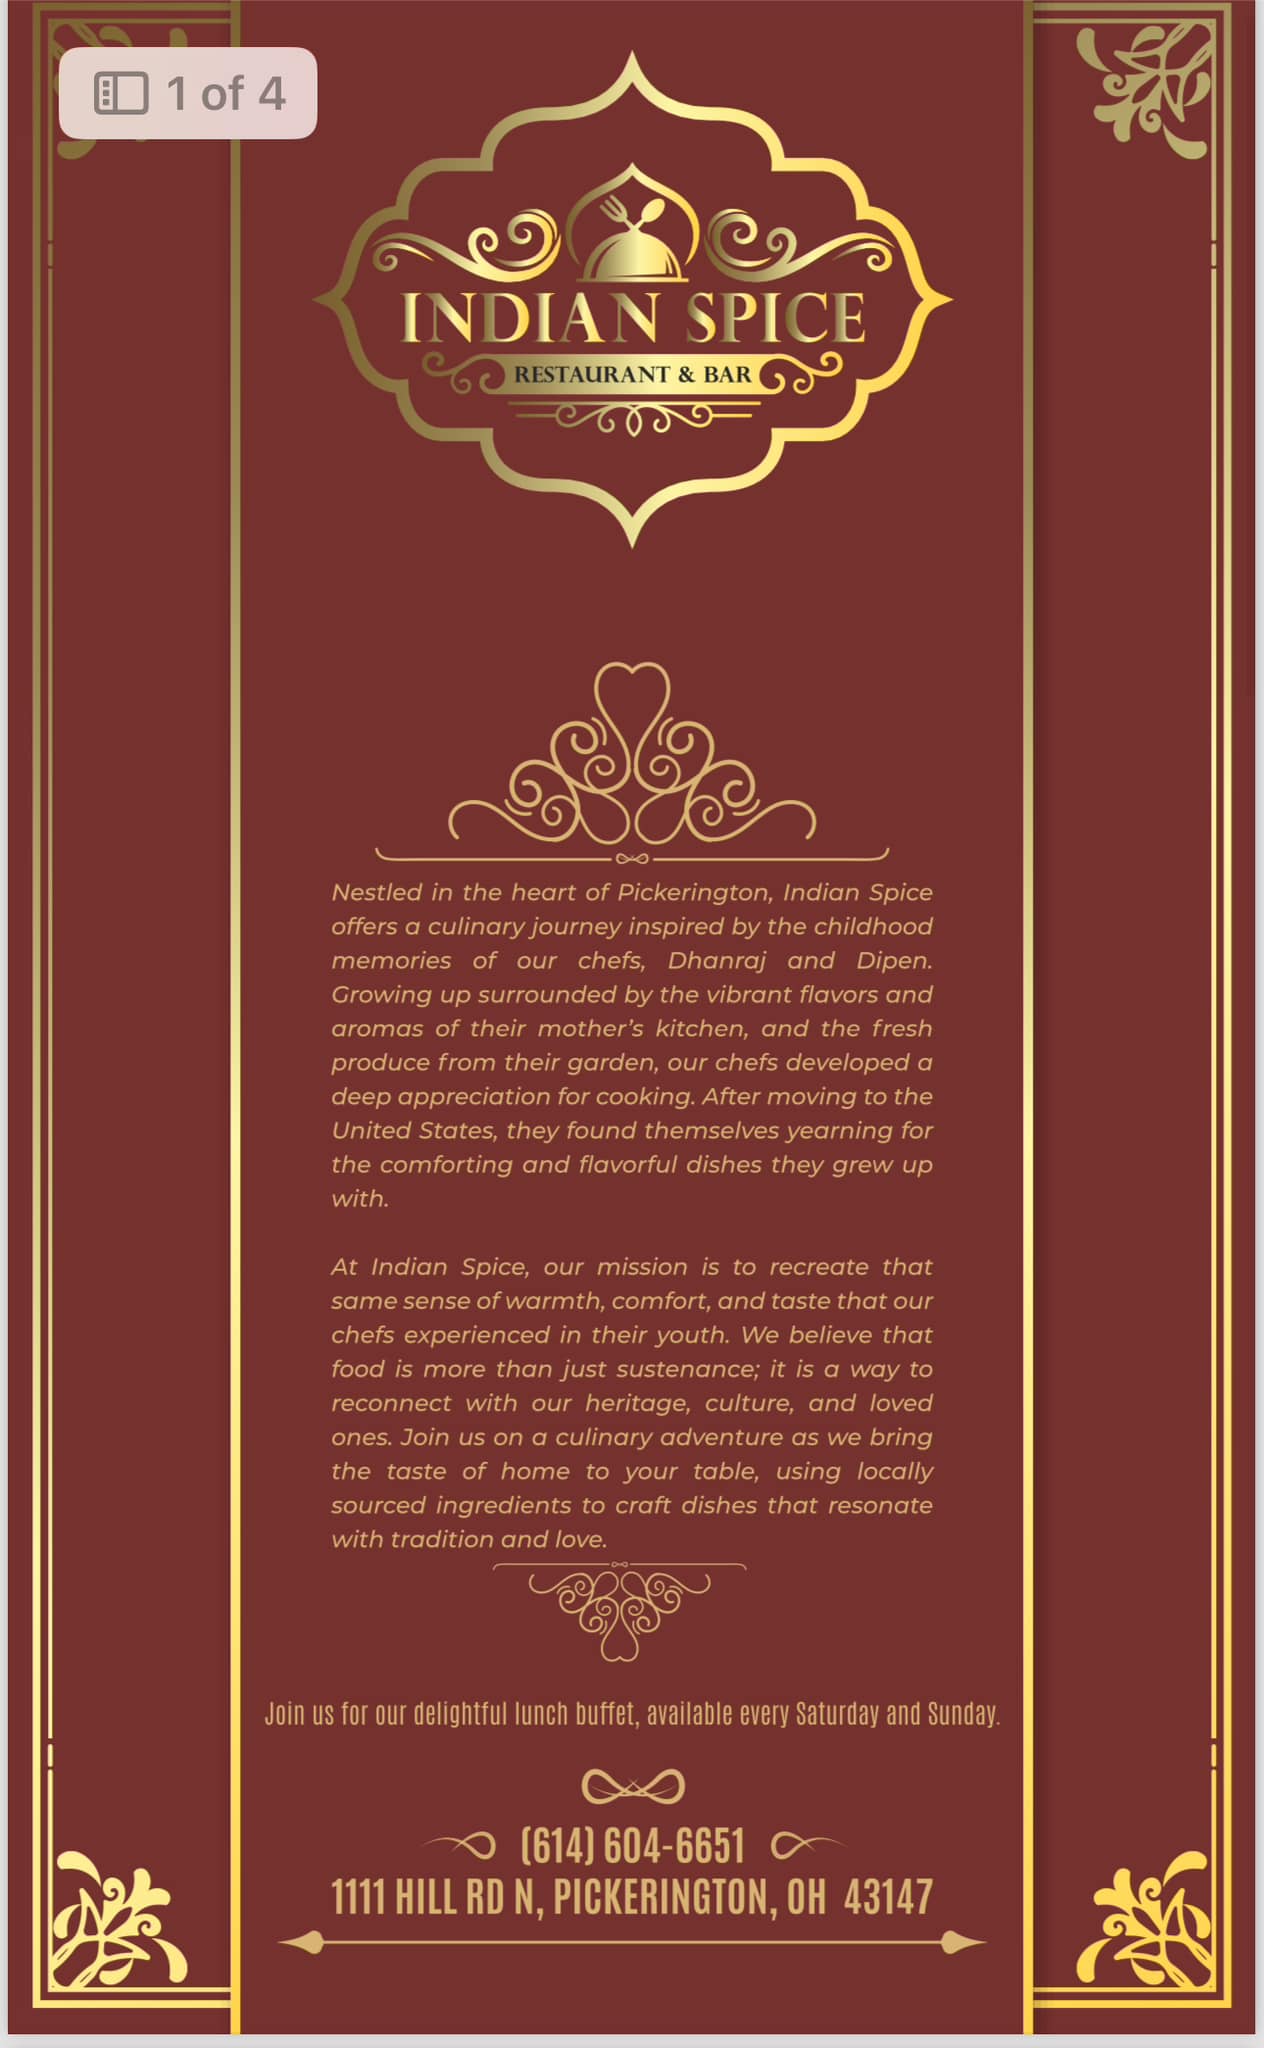 1 of 4
INDIAN SPICE
RESTAURANT & BAR
Nestled in the heart of Pickerington, Indian Spice
offers a culinary journey inspired by the childhood
memories of our chefs, Dhanraj and Dipen.
Growing up surrounded by the vibrant flavors and
aromas of their mother’s kitchen, and the fresh
produce from their garden, our chefs developed a
deep appreciation for cooking. After moving to the
United States, they found themselves yearning for
the comforting and flavorful dishes they grew up
with.
At Indian Spice, our mission is to recreate that
same sense of warmth, comfort, and taste that our
chefs experienced in their youth. We believe that
food is more than just sustenance; it is a way to
reconnect with our heritage, culture, and loved
ones. Join us on a culinary adventure as we bring
the taste of home to your table, using locally
sourced ingredients to craft dishes that resonate
with tradition and love.
Join us for our delightful lunch buffet, available every Saturday and Sunday.
(614) 604-6651
1111 HILL RD N, PICKERINGTON, OH 43147